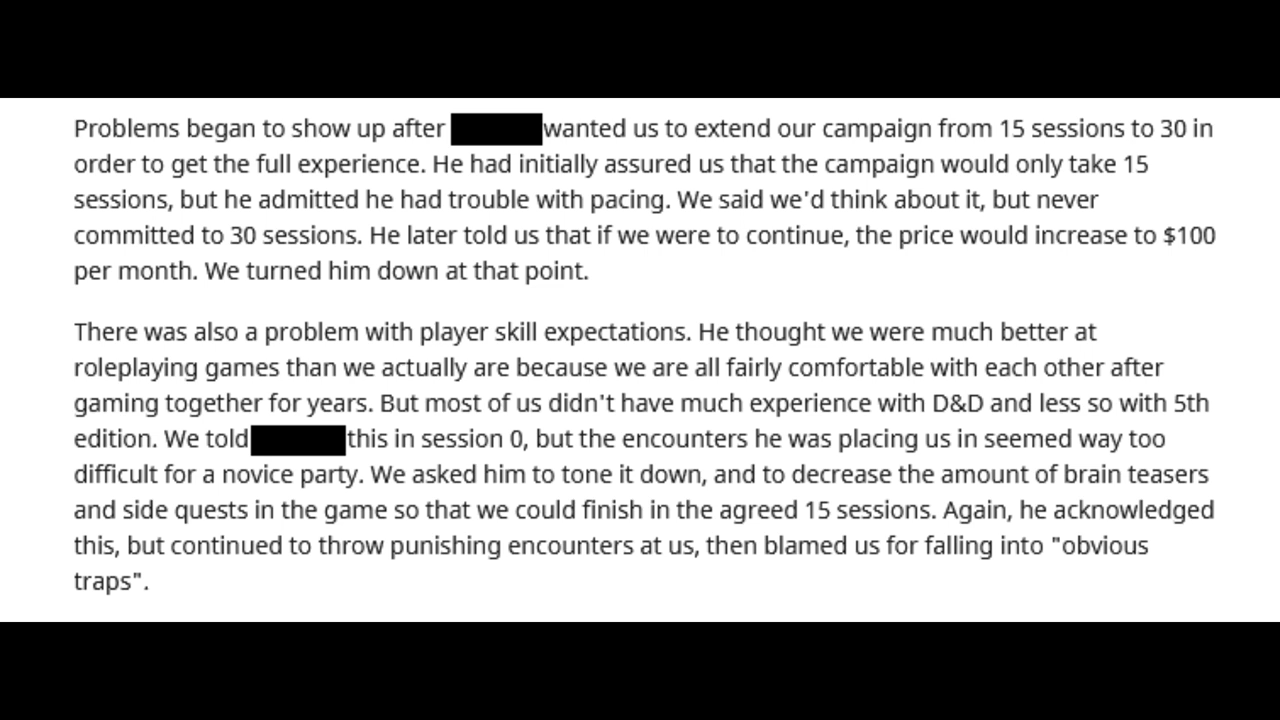 Problems began to show up after wanted us to extend our campaign from 15 sessions to 30 in
order to get the full experience. He had initially assured us that the campaign would only take 15
sessions, but he admitted he had trouble with pacing. We said we'd think about it, but never
committed to 30 sessions. He later told us that if we were to continue, the price would increase to $100
per month. We turned him down at that point.
There was also a problem with player skill expectations. He thought we were much better at
roleplaying games than we actually are because we are all fairly comfortable with each other after
gaming together for years. But most of us didn't have much experience with D&D and less so with 5th
edition. We told this in session 0, but the encounters he was placing us in seemed way too
difficult for a novice party. We asked him to tone it down, and to decrease the amount of brain teasers
and side quests in the game so that we could finish in the agreed 15 sessions. Again, he acknowledged
this, but continued to throw punishing encounters at us, then blamed us for falling into "obvious
traps".